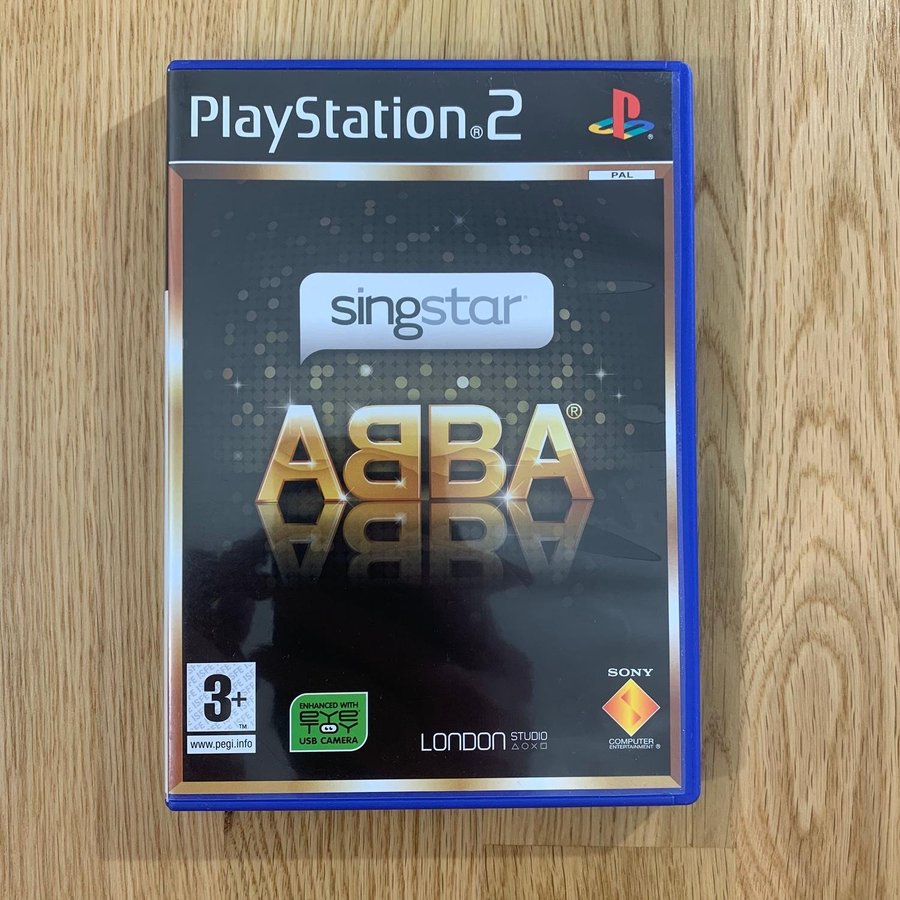 PlayStation®2
PAL
singstar
ABBA®
3+
™
www.pegi.info
ENHANCED WITH
EYE
TOY
USB CAMERA
LONDON STUDIO
SONY
COMPUTER
ENTERTAINMENT®